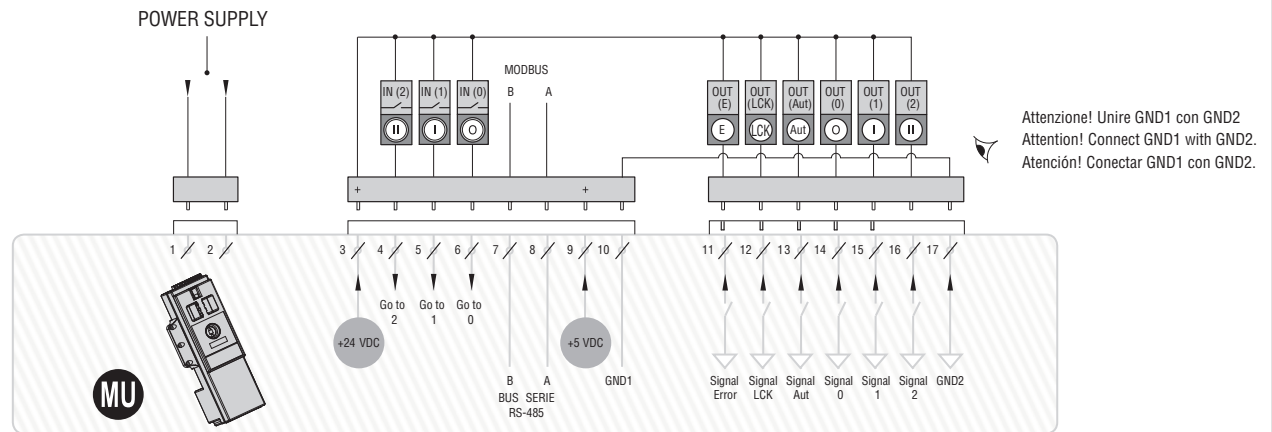 POWER SUPPLY
MODBUS
B A
IN (2) IN (1) IN (0)
II I O
OUT (E) OUT (LCK) OUT (Aut) OUT (0) OUT (1) OUT (2)
E LCK Aut O I II
Attenzione! Unire GND1 con GND2
Attention! Connect GND1 with GND2.
Atención! Conectar GND1 con GND2.
+ +
1 2 3 4 5 6 7 8 9 10 11 12 13 14 15 16 17
Go to 2
Go to 1
Go to 0
+24 VDC
+5 VDC
B A GND1
BUS SERIE
RS-485
Signal Error
Signal LCK
Signal Aut
Signal 0
Signal 1
Signal 2
GND2
MU